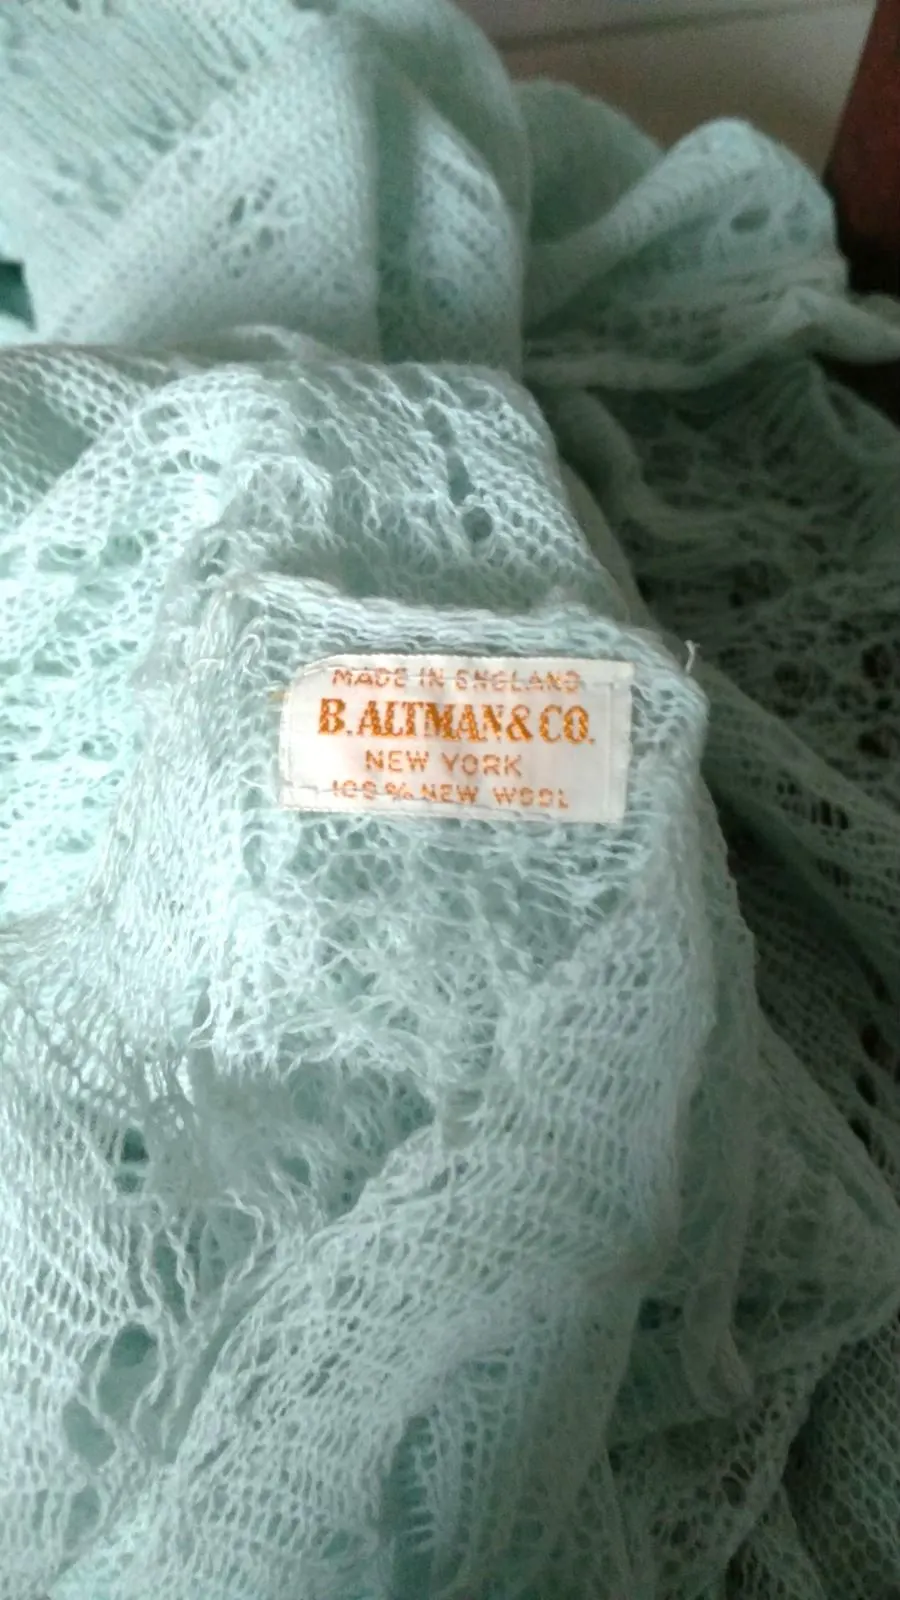 MADE IN ENGLAND
B. ALTMAN & CO.
NEW YORK
100% NEW WOOL